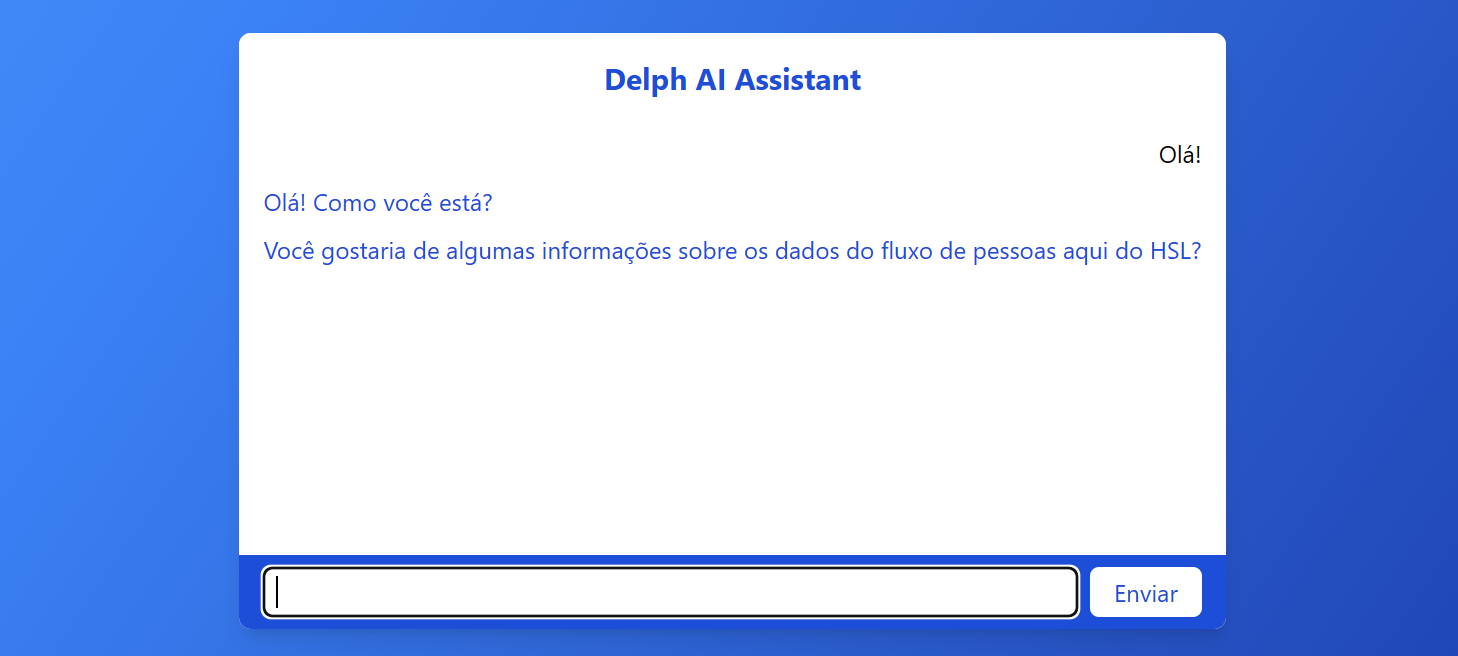 Delph AI Assistant
Olá!
Olá! Como você está?
Você gostaria de algumas informações sobre os dados do fluxo de pessoas aqui do HSL?
Enviar